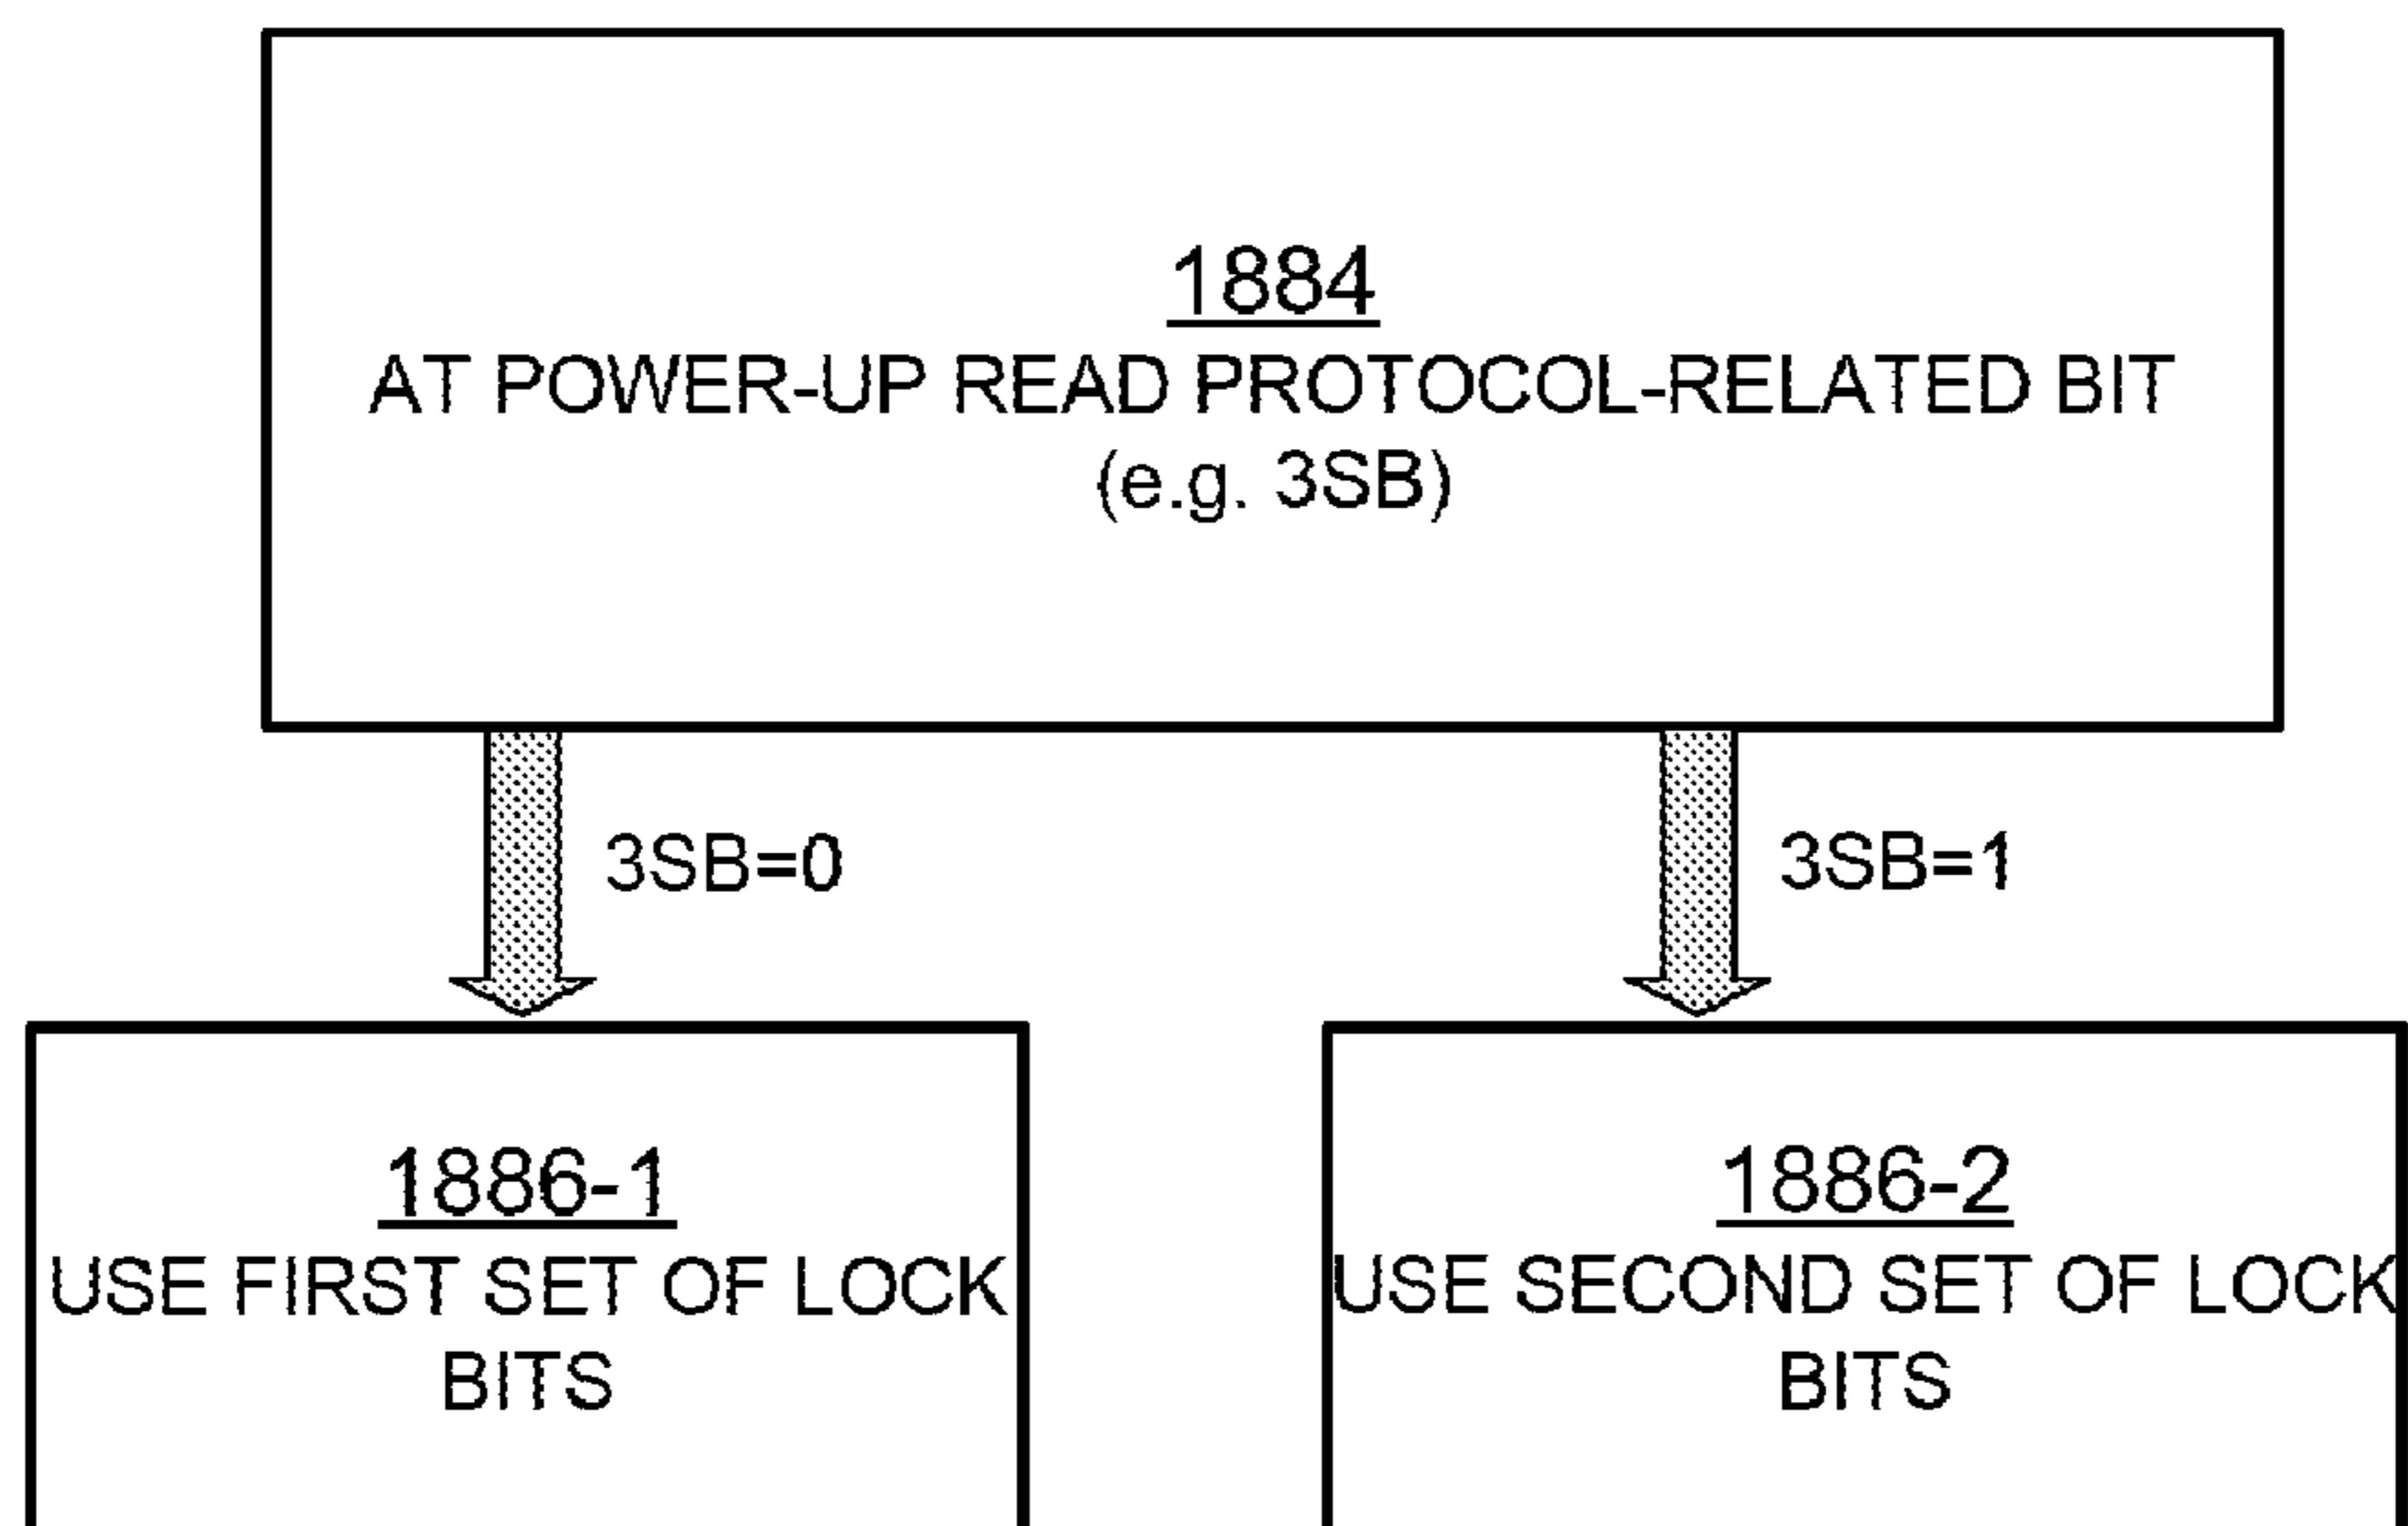 1884
AT POWER-UP READ PROTOCOL-RELATED BIT
(e.g. 3SB)
3SB=0
3SB=1
1886-1
USE FIRST SET OF LOCK
BITS
1886-2
USE SECOND SET OF LOCK
BITS